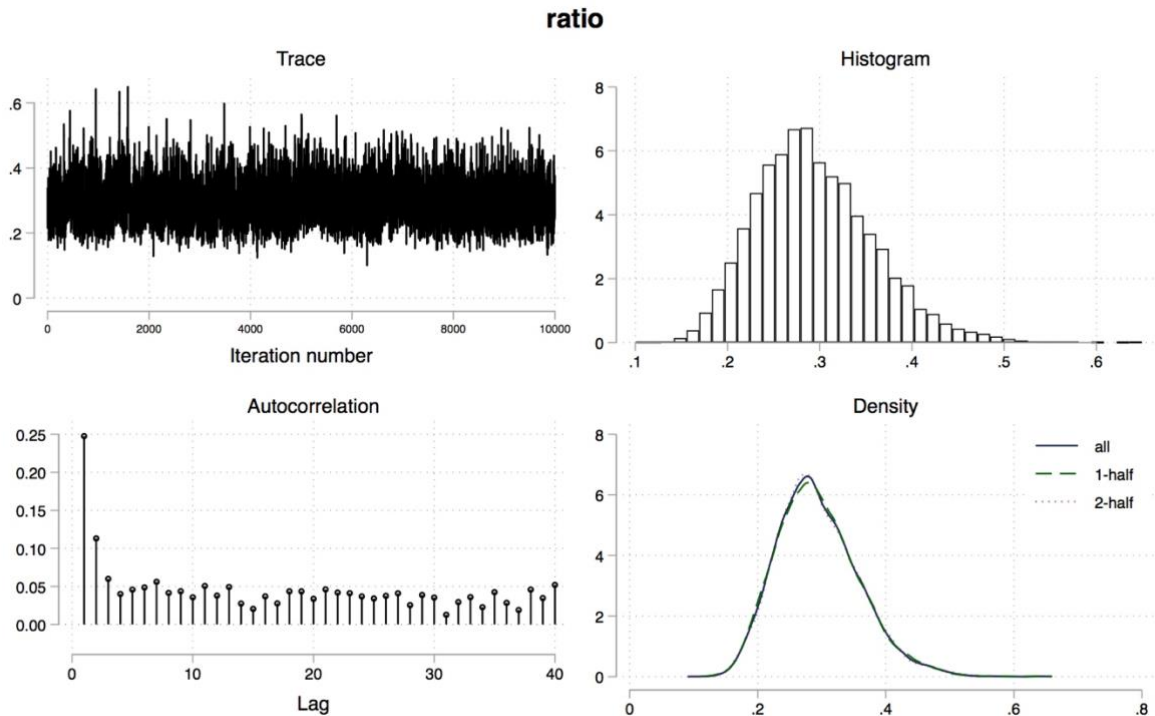 ratio
Trace
.6
.4
.2
0
0 2000 4000 6000 8000 10000
Iteration number
Histogram
8
6
4
2
0
.1 .2 .3 .4 .5 .6
Autocorrelation
0.25
0.20
0.15
0.10
0.05
0.00
0 10 20 30 40
Lag
Density
8
6
4
2
0
all
1-half
2-half
0 .2 .4 .6 .8